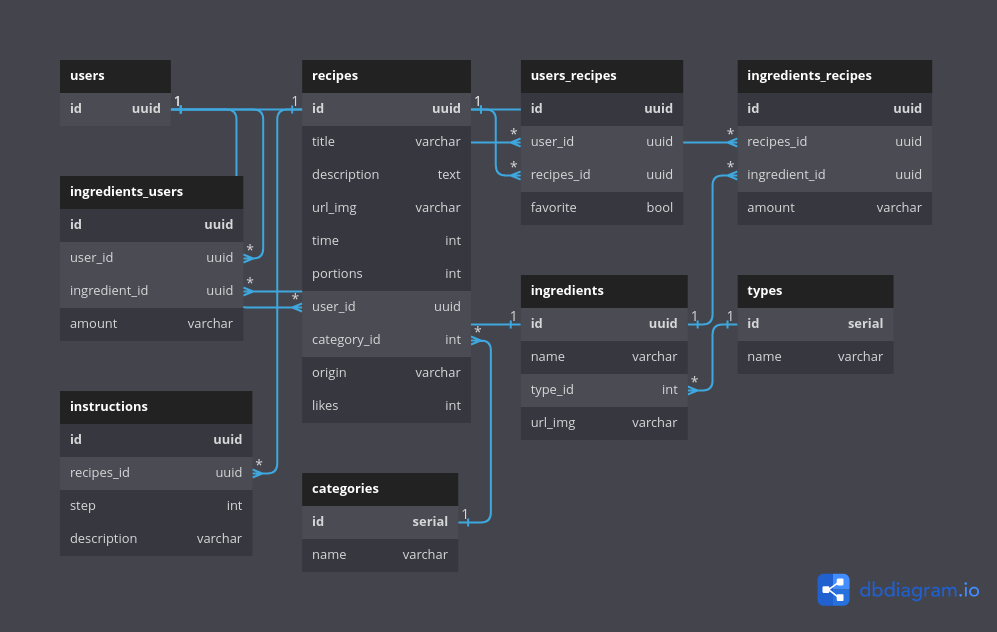 users
id uuid
1
ingredients_users
id uuid
user_id uuid
*
ingredient_id uuid
*
amount varchar
instructions
id uuid
recipes_id uuid
*
step int
description varchar
recipes
1
id uuid
1
title varchar
description text
url_img varchar
time int
portions int
*
user_id uuid
category_id int
*
origin varchar
likes int
categories
id serial
1
name varchar
users_recipes
id uuid
*
user_id uuid
*
recipes_id uuid
favorite bool
ingredients
1
id uuid
1
name varchar
type_id int
*
url_img varchar
ingredients_recipes
id uuid
*
recipes_id uuid
*
ingredient_id uuid
amount varchar
types
1
id serial
name varchar
dbdiagram.io